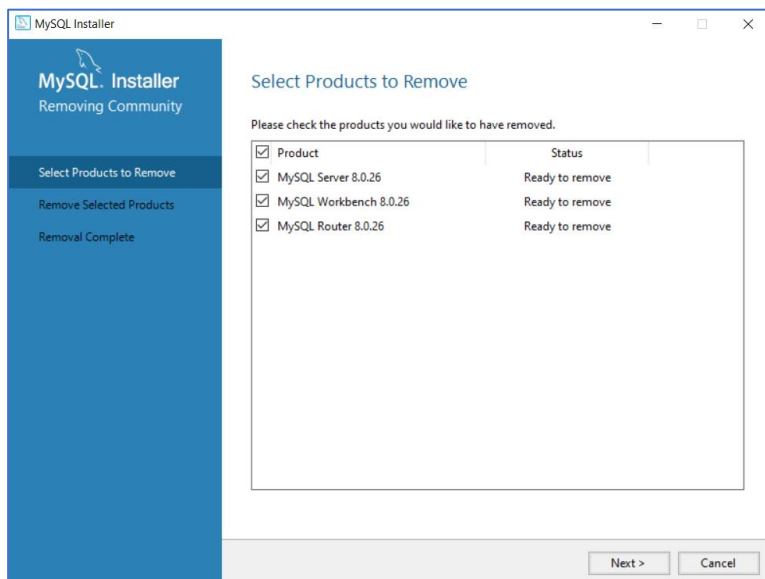 MySQL Installer
MySQL. Installer
Removing Community
Select Products to Remove
Remove Selected Products
Removal Complete
Select Products to Remove
Please check the products you would like to have removed.
Product Status
MySQL Server 8.0.26 Ready to remove
MySQL Workbench 8.0.26 Ready to remove
MySQL Router 8.0.26 Ready to remove
Next > Cancel